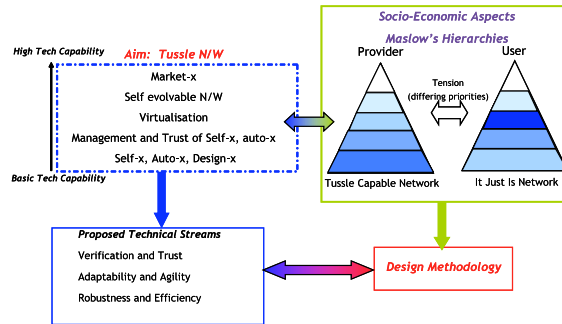 Socio-Economic Aspects
Maslow's Hierarchies
High Tech Capability
Aim: Tussle N/W
Market-x
Self evolvable N/W
Virtualisation
Management and Trust of Self-x, auto-x
Self-x, Auto-x, Design-x
Basic Tech Capability
Provider
User
Tension
(differing priorities)
Tussle Capable Network
It Just Is Network
Proposed Technical Streams
Verification and Trust
Adaptability and Agility
Robustness and Efficiency
Design Methodology